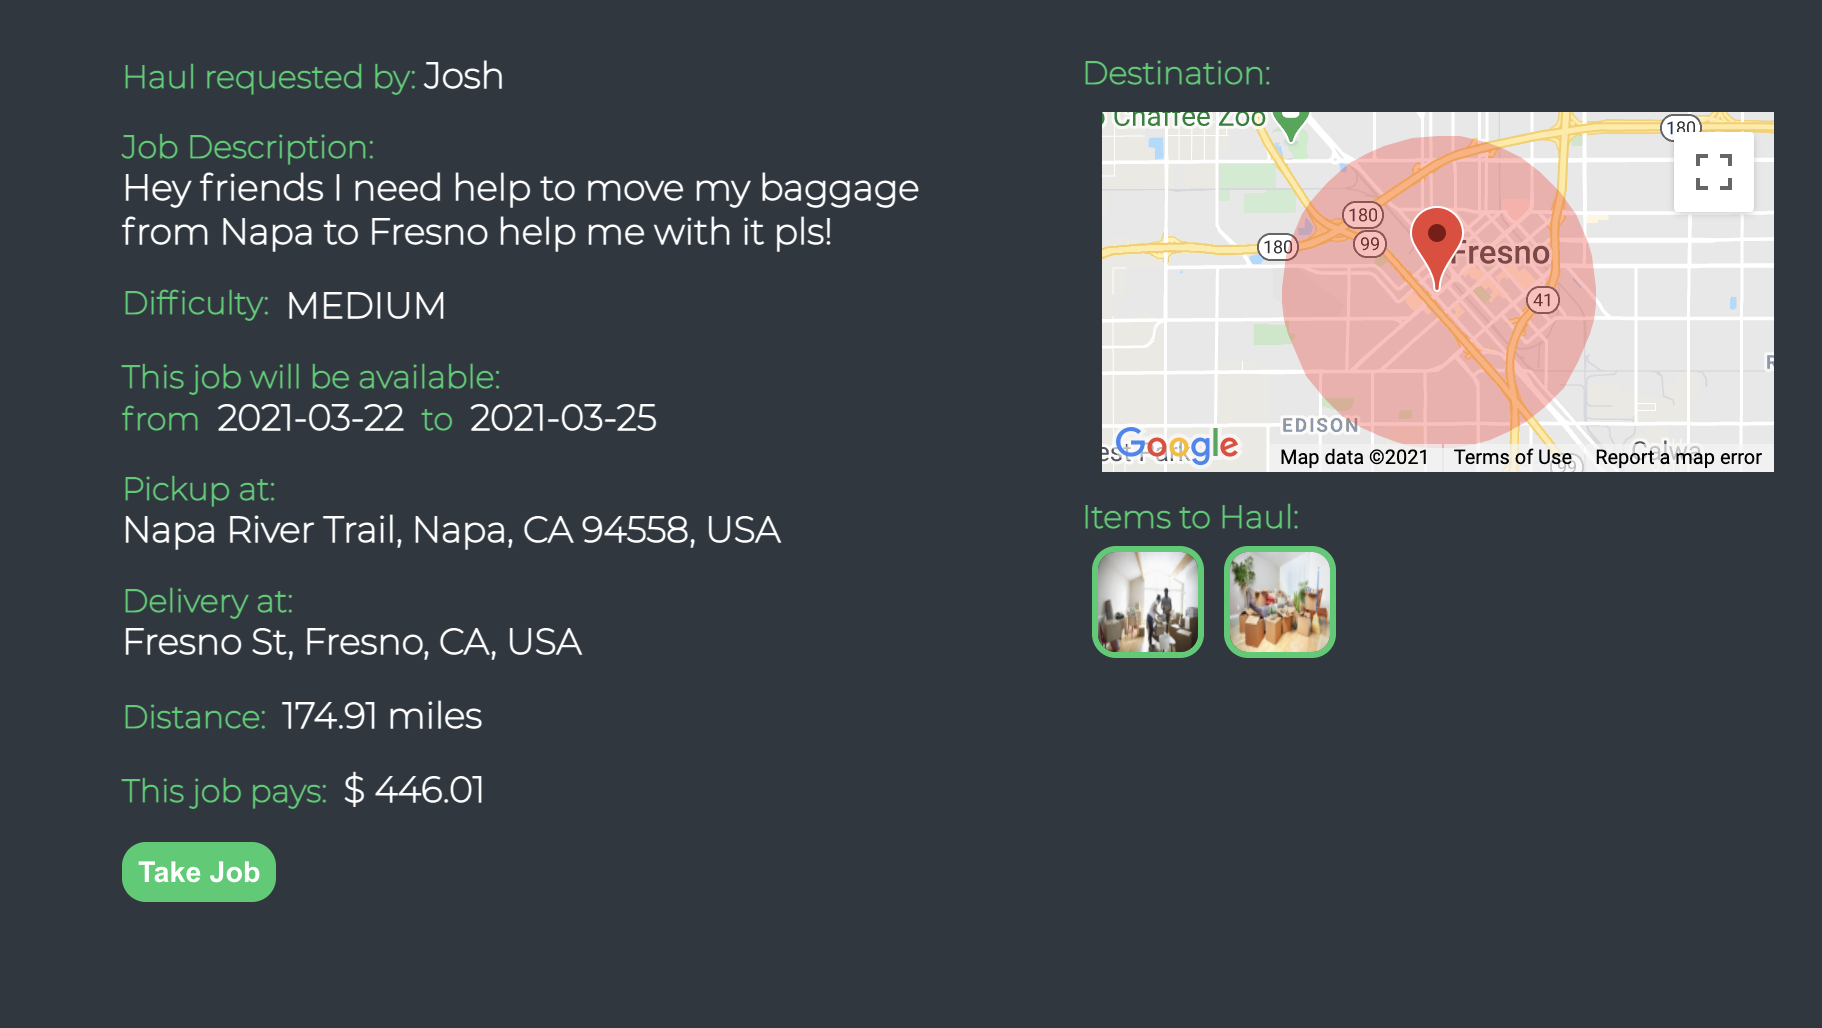 Haul requested by: Josh
Job Description:
Hey friends I need help to move my baggage
from Napa to Fresno help me with it pls!
Difficulty: MEDIUM
This job will be available:
from 2021-03-22 to 2021-03-25
Pickup at:
Napa River Trail, Napa, CA 94558, USA
Delivery at:
Fresno St, Fresno, CA, USA
Distance: 174.91 miles
This job pays: $ 446.01
Take Job
Destination:
Chaffee Zoo
180
180
180
99
Fresno
41
EDISON
Google
Calwa
99
Map data ©2021 Terms of Use Report a map error
Items to Haul: